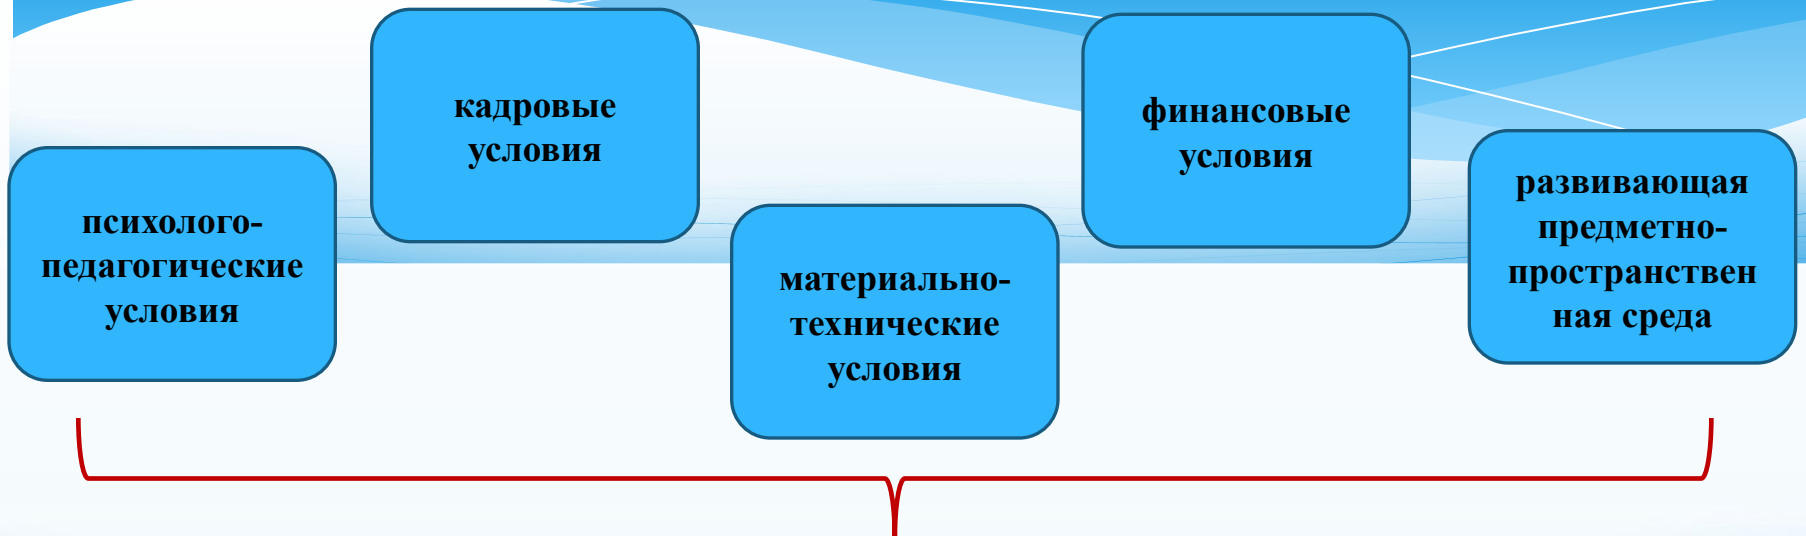 психолого-
педагогические
условия
кадровые
условия
материально-
технические
условия
финансовые
условия
развивающая
предметно-
пространствен
ная среда